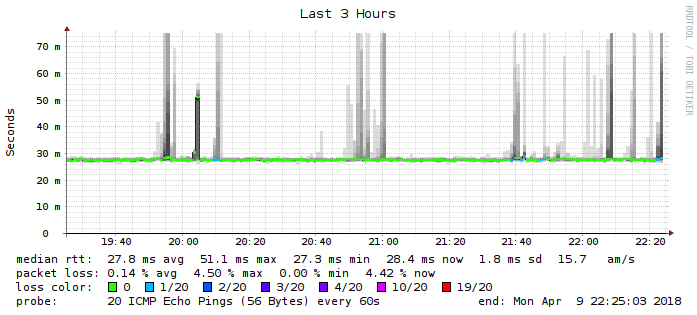 Last 3 Hours
RRDTOOL / TOBI OETIKER
Seconds
70 m
60 m
50 m
40 m
30 m
20 m
10 m
0
19:40 20:00 20:20 20:40 21:00 21:20 21:40 22:00 22:20
median rtt: 27.8 ms avg 51.1 ms max 27.3 ms min 28.4 ms now 1.8 ms sd 15.7 am/s
packet loss: 0.14 % avg 4.50 % max 0.00 % min 4.42 % now
loss color: 0 1/20 2/20 3/20 4/20 10/20 19/20
probe: 20 ICMP Echo Pings (56 Bytes) every 60s end: Mon Apr 9 22:25:03 2018